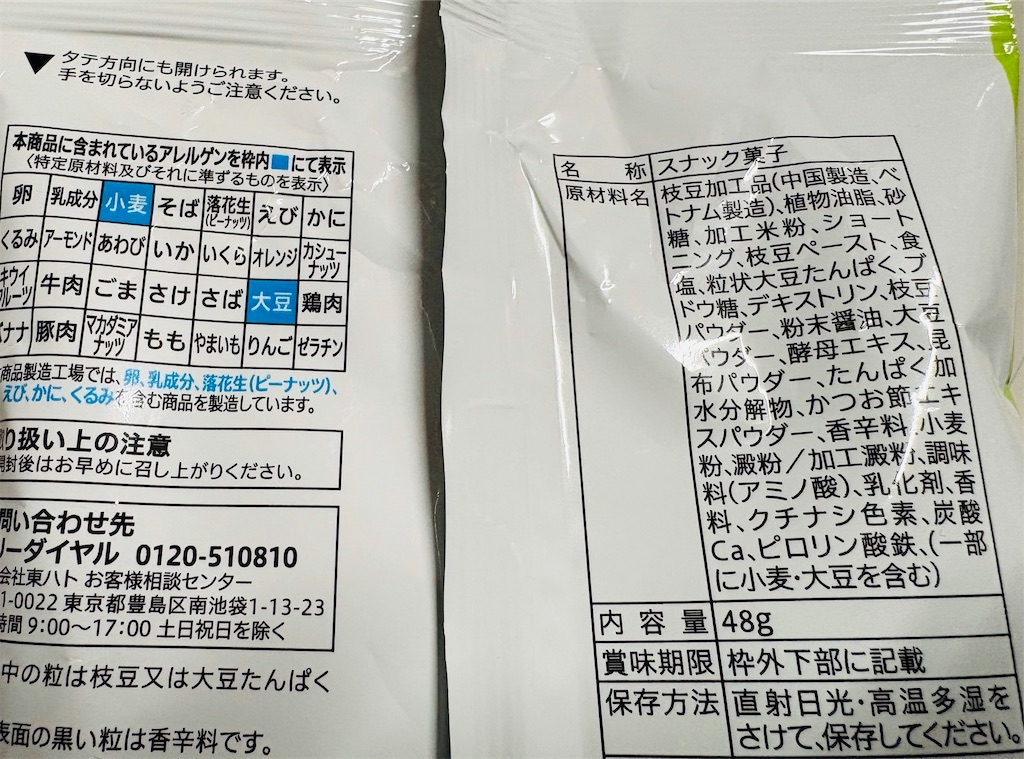 ▼タテ方向にも開けられます。
手を切らないようご注意ください。
本商品に含まれているアレルゲンを枠内■にて表示
〈特定原材料及びそれに準ずるものを表示〉
卵 乳成分 小麦 そば 落花生(ピーナッツ) えび かに
くるみ アーモンド あわび いか いくら オレンジ カシューナッツ
キウイフルーツ 牛肉 ごま さけ さば 大豆 鶏肉
バナナ 豚肉 マカダミアナッツ もも やまいも りんご ゼラチン
商品製造工場では、卵、乳成分、落花生(ピーナッツ)、
えび、かに、くるみを含む商品を製造しています。
り扱い上の注意
開封後はお早めに召し上がりください。
問い合わせ先
リーダイヤル 0120-510810
会社東ハト お客様相談センター
1-0022 東京都豊島区南池袋1-13-23
時間 9:00～17:00 土日祝日を除く
中の粒は枝豆又は大豆たんぱく
表面の黒い粒は香辛料です。
名称 スナック菓子
原材料名 枝豆加工品(中国製造、ベ
トナム製造)、植物油脂、砂
糖、加工米粉、ショート
ニング、枝豆ペースト、食
塩、粒状大豆たんぱく、ブ
ドウ糖、デキストリン、枝豆
パウダー、粉末醤油、大豆
パウダー、酵母エキス、昆
布パウダー、たんぱく加
水分解物、かつお節エキ
スパウダー、香辛料、小麦
粉、澱粉／加工澱粉、調味
料(アミノ酸)、乳化剤、香
料、クチナシ色素、炭酸
Ca、ピロリン酸鉄、(一部
に小麦・大豆を含む)
内容量 48g
賞味期限 枠外下部に記載
保存方法 直射日光・高温多湿を
さけて、保存してください。